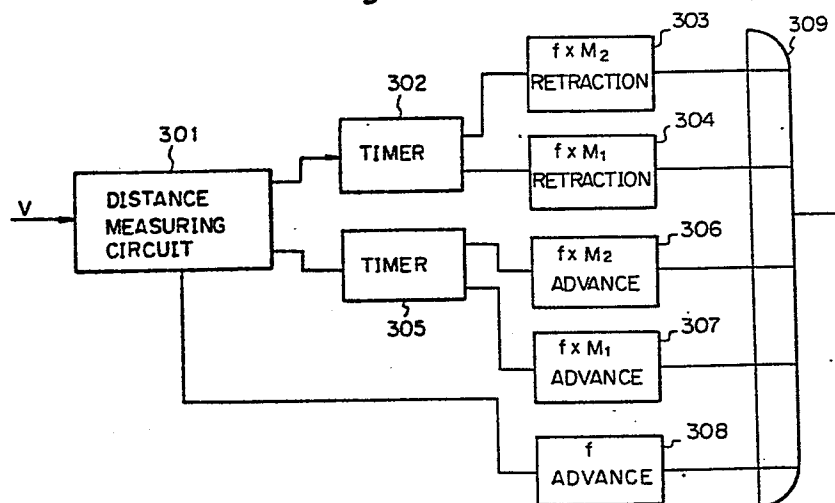 303
309
f x M2
RETRACTION
302
304
301
TIMER
f x M1
RETRACTION
V
DISTANCE
MEASURING
CIRCUIT
306
TIMER
f x M2
ADVANCE
305
307
f x M1
ADVANCE
308
f
ADVANCE